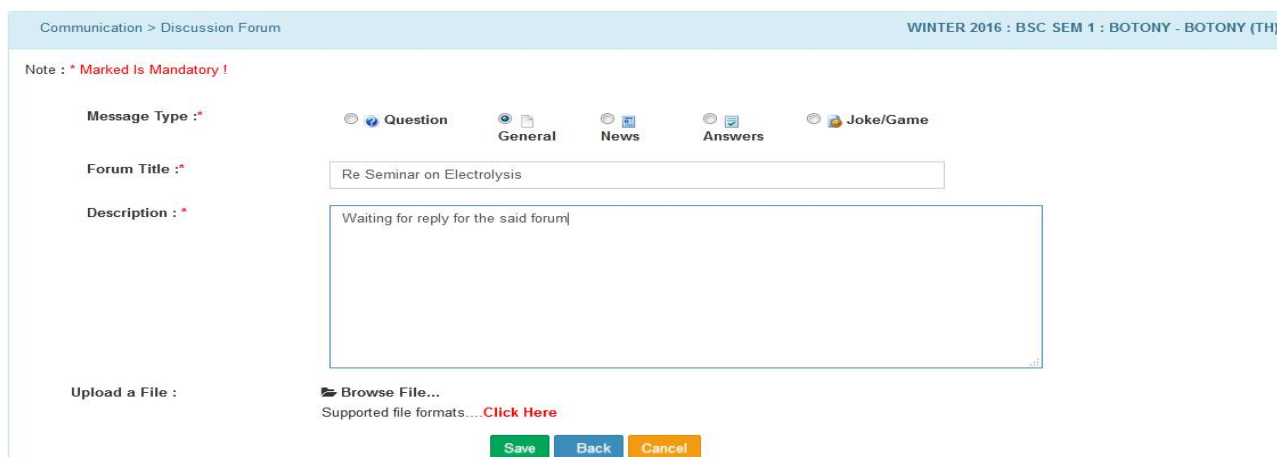 Communication > Discussion Forum WINTER 2016 : BSC SEM 1 : BOTONY - BOTONY (TH)
Note : * Marked Is Mandatory !
Message Type :* Question General News Answers Joke/Game
Forum Title :* Re Seminar on Electrolysis
Description : * Waiting for reply for the said forum
Upload a File : Browse File...
Supported file formats....Click Here
Save Back Cancel